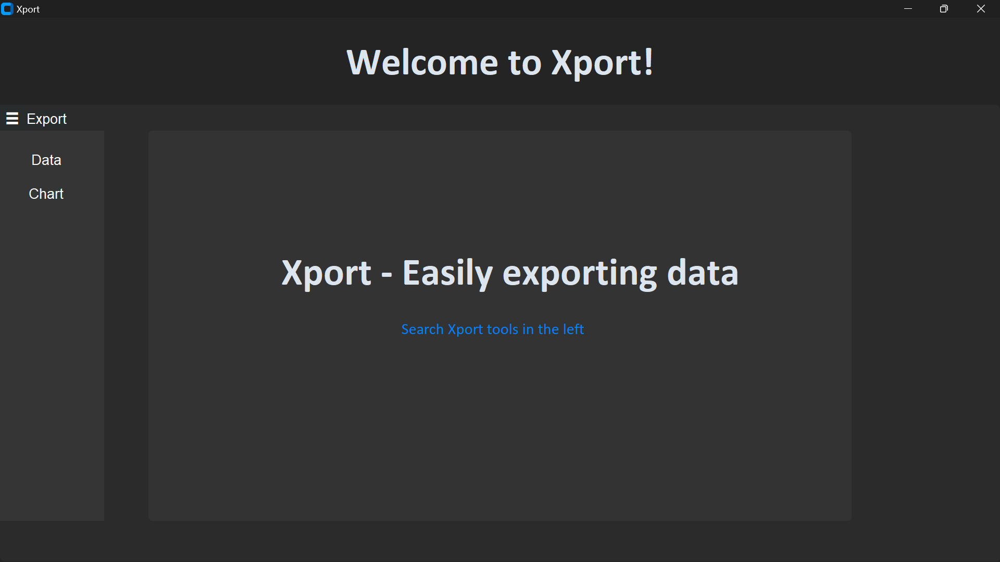 Xport
Welcome to Xport!
Export
Data
Chart
Xport - Easily exporting data
Search Xport tools in the left